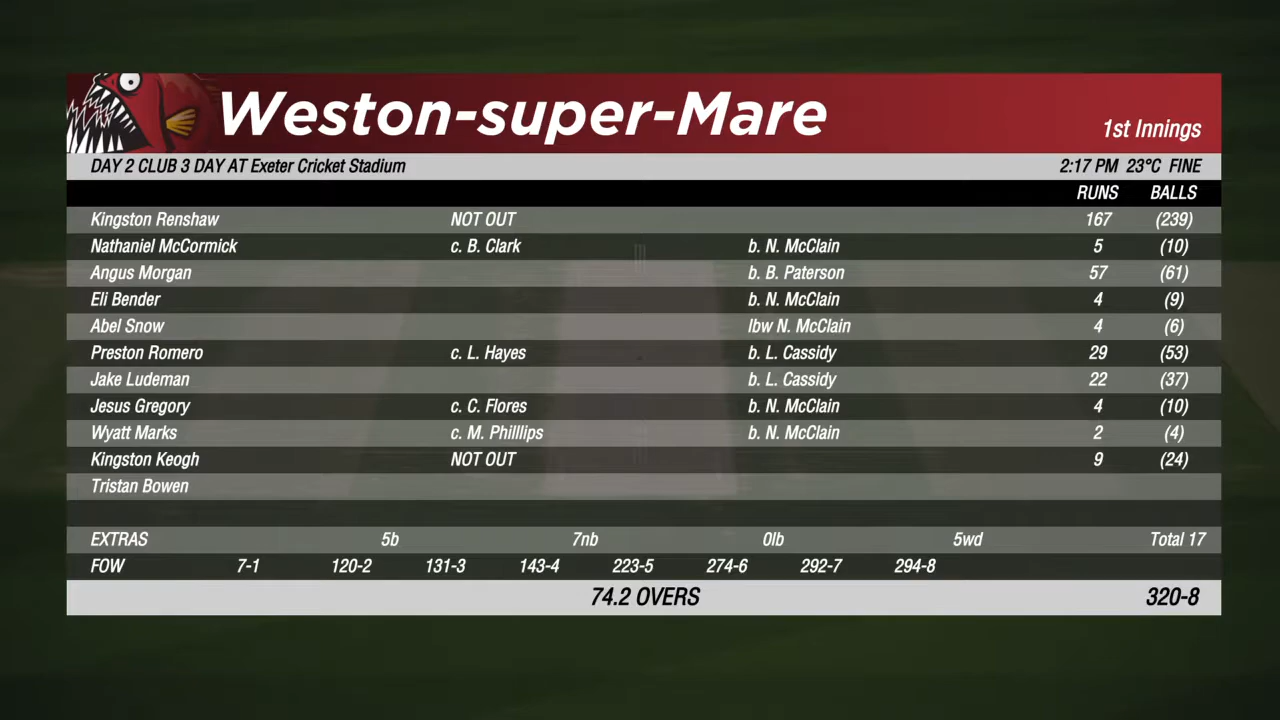 Weston-super-Mare
1st Innings
DAY 2 CLUB 3 DAY AT Exeter Cricket Stadium 2:17 PM 23°C FINE
RUNS BALLS
Kingston Renshaw NOT OUT 167 (239)
Nathaniel McCormick c. B. Clark b. N. McClain 5 (10)
Angus Morgan b. B. Paterson 57 (61)
Eli Bender b. N. McClain 4 (9)
Abel Snow lbw N. McClain 4 (6)
Preston Romero c. L. Hayes b. L. Cassidy 29 (53)
Jake Ludeman b. L. Cassidy 22 (37)
Jesus Gregory c. C. Flores b. N. McClain 4 (10)
Wyatt Marks c. M. Philllips b. N. McClain 2 (4)
Kingston Keogh NOT OUT 9 (24)
Tristan Bowen
EXTRAS 5b 7nb 0lb 5wd Total 17
FOW 7-1 120-2 131-3 143-4 223-5 274-6 292-7 294-8
74.2 OVERS 320-8